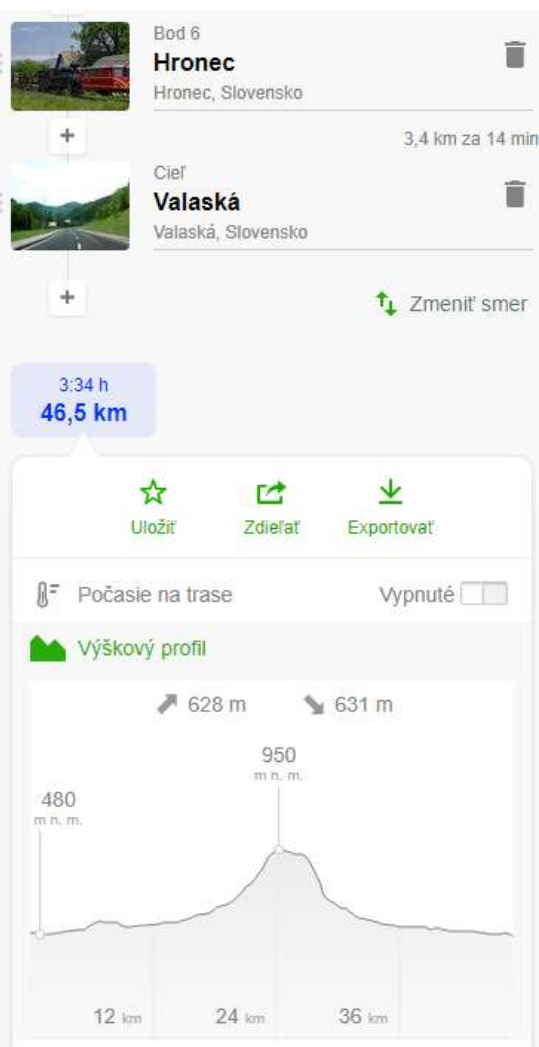 Bod 6
Hronec
Hronec, Slovensko
3,4 km za 14 min
Cieľ
Valaská
Valaská, Slovensko
Zmeniť smer
3:34 h
46,5 km
Uložiť Zdieľať Exportovať
Počasie na trase Vypnuté
Výškový profil
628 m 631 m
950
m n. m.
480
m n. m.
12 km 24 km 36 km